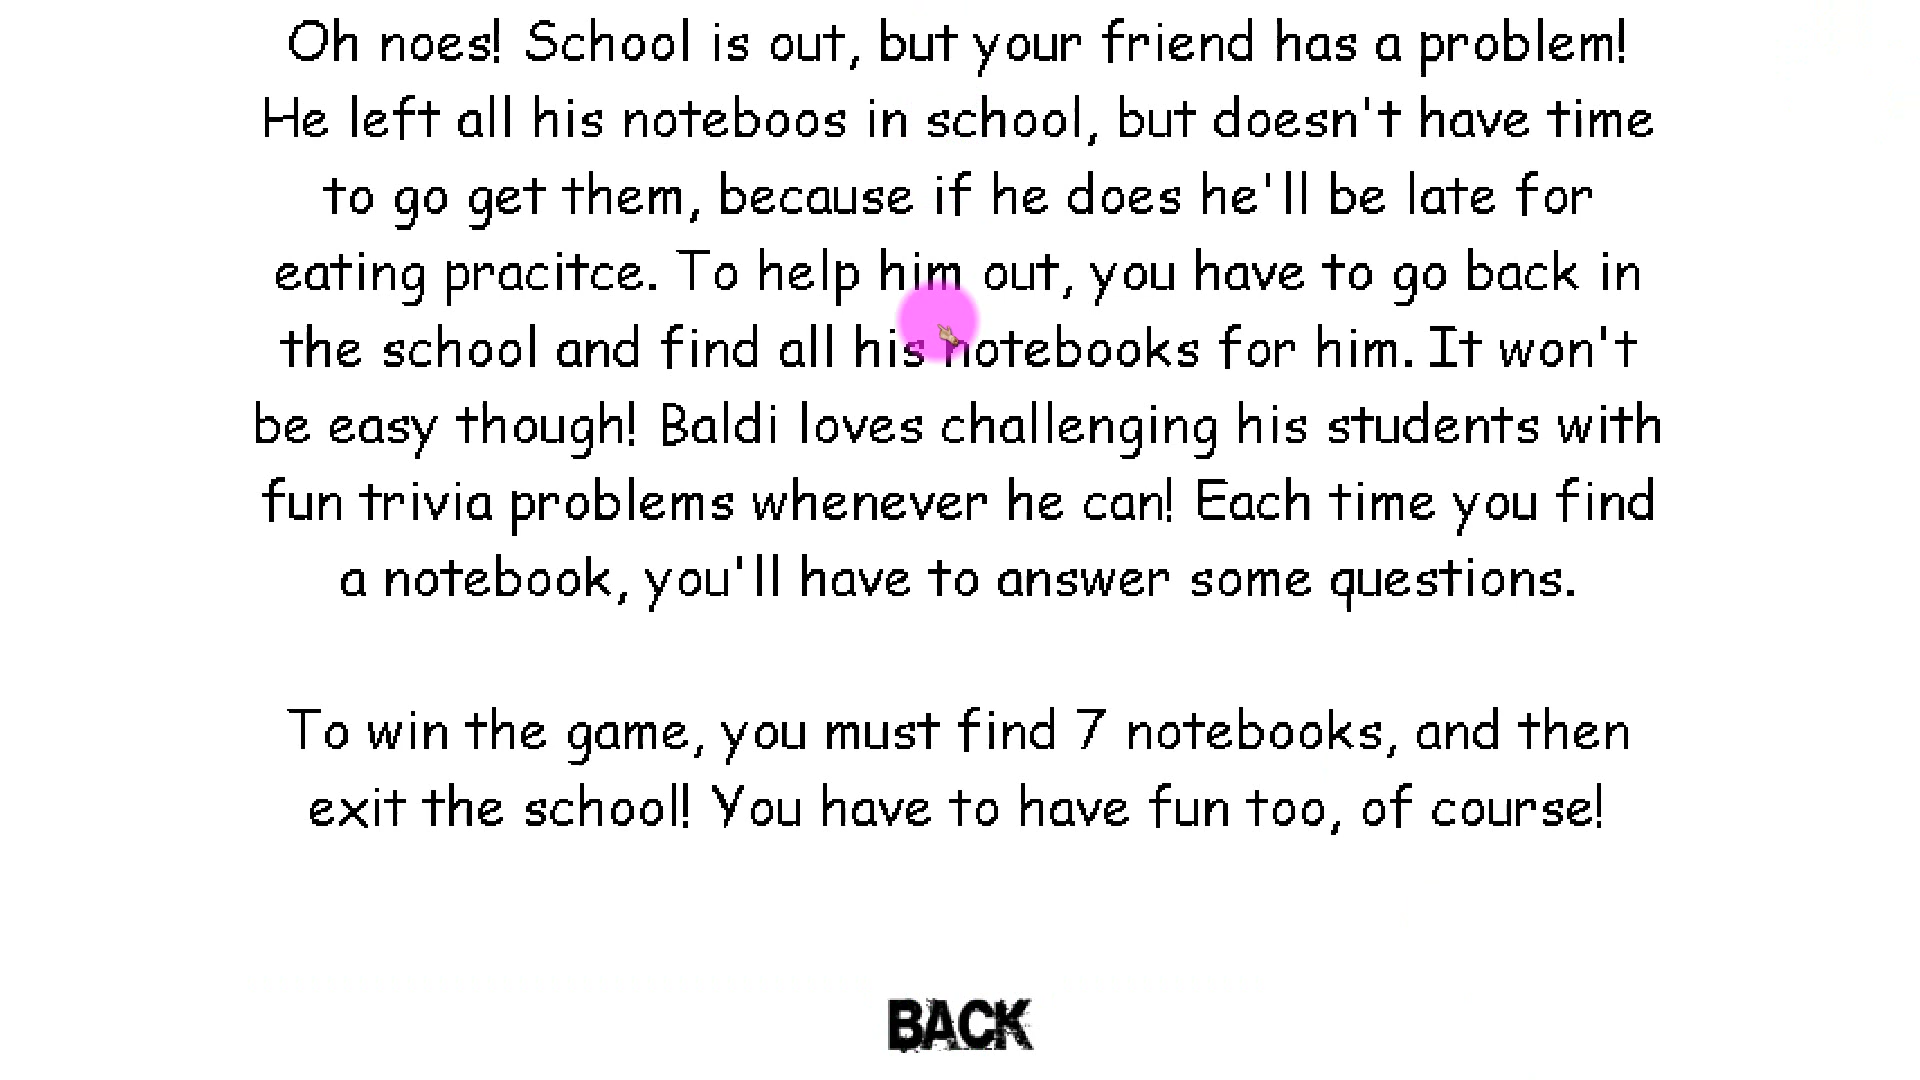 Oh noes! School is out, but your friend has a problem!
He left all his noteboos in school, but doesn't have time
to go get them, because if he does he'll be late for
eating pracitce. To help him out, you have to go back in
the school and find all his notebooks for him. It won't
be easy though! Baldi loves challenging his students with
fun trivia problems whenever he can! Each time you find
a notebook, you'll have to answer some questions.
To win the game, you must find 7 notebooks, and then
exit the school! You have to have fun too, of course!
BACK